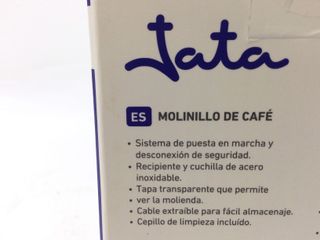 Jata
ES MOLINILLO DE CAFÉ
• Sistema de puesta en marcha y
desconexión de seguridad.
• Recipiente y cuchilla de acero
inoxidable.
• Tapa transparente que permite
• ver la molienda.
• Cable extraíble para fácil almacenaje.
• Cepillo de limpieza incluído.